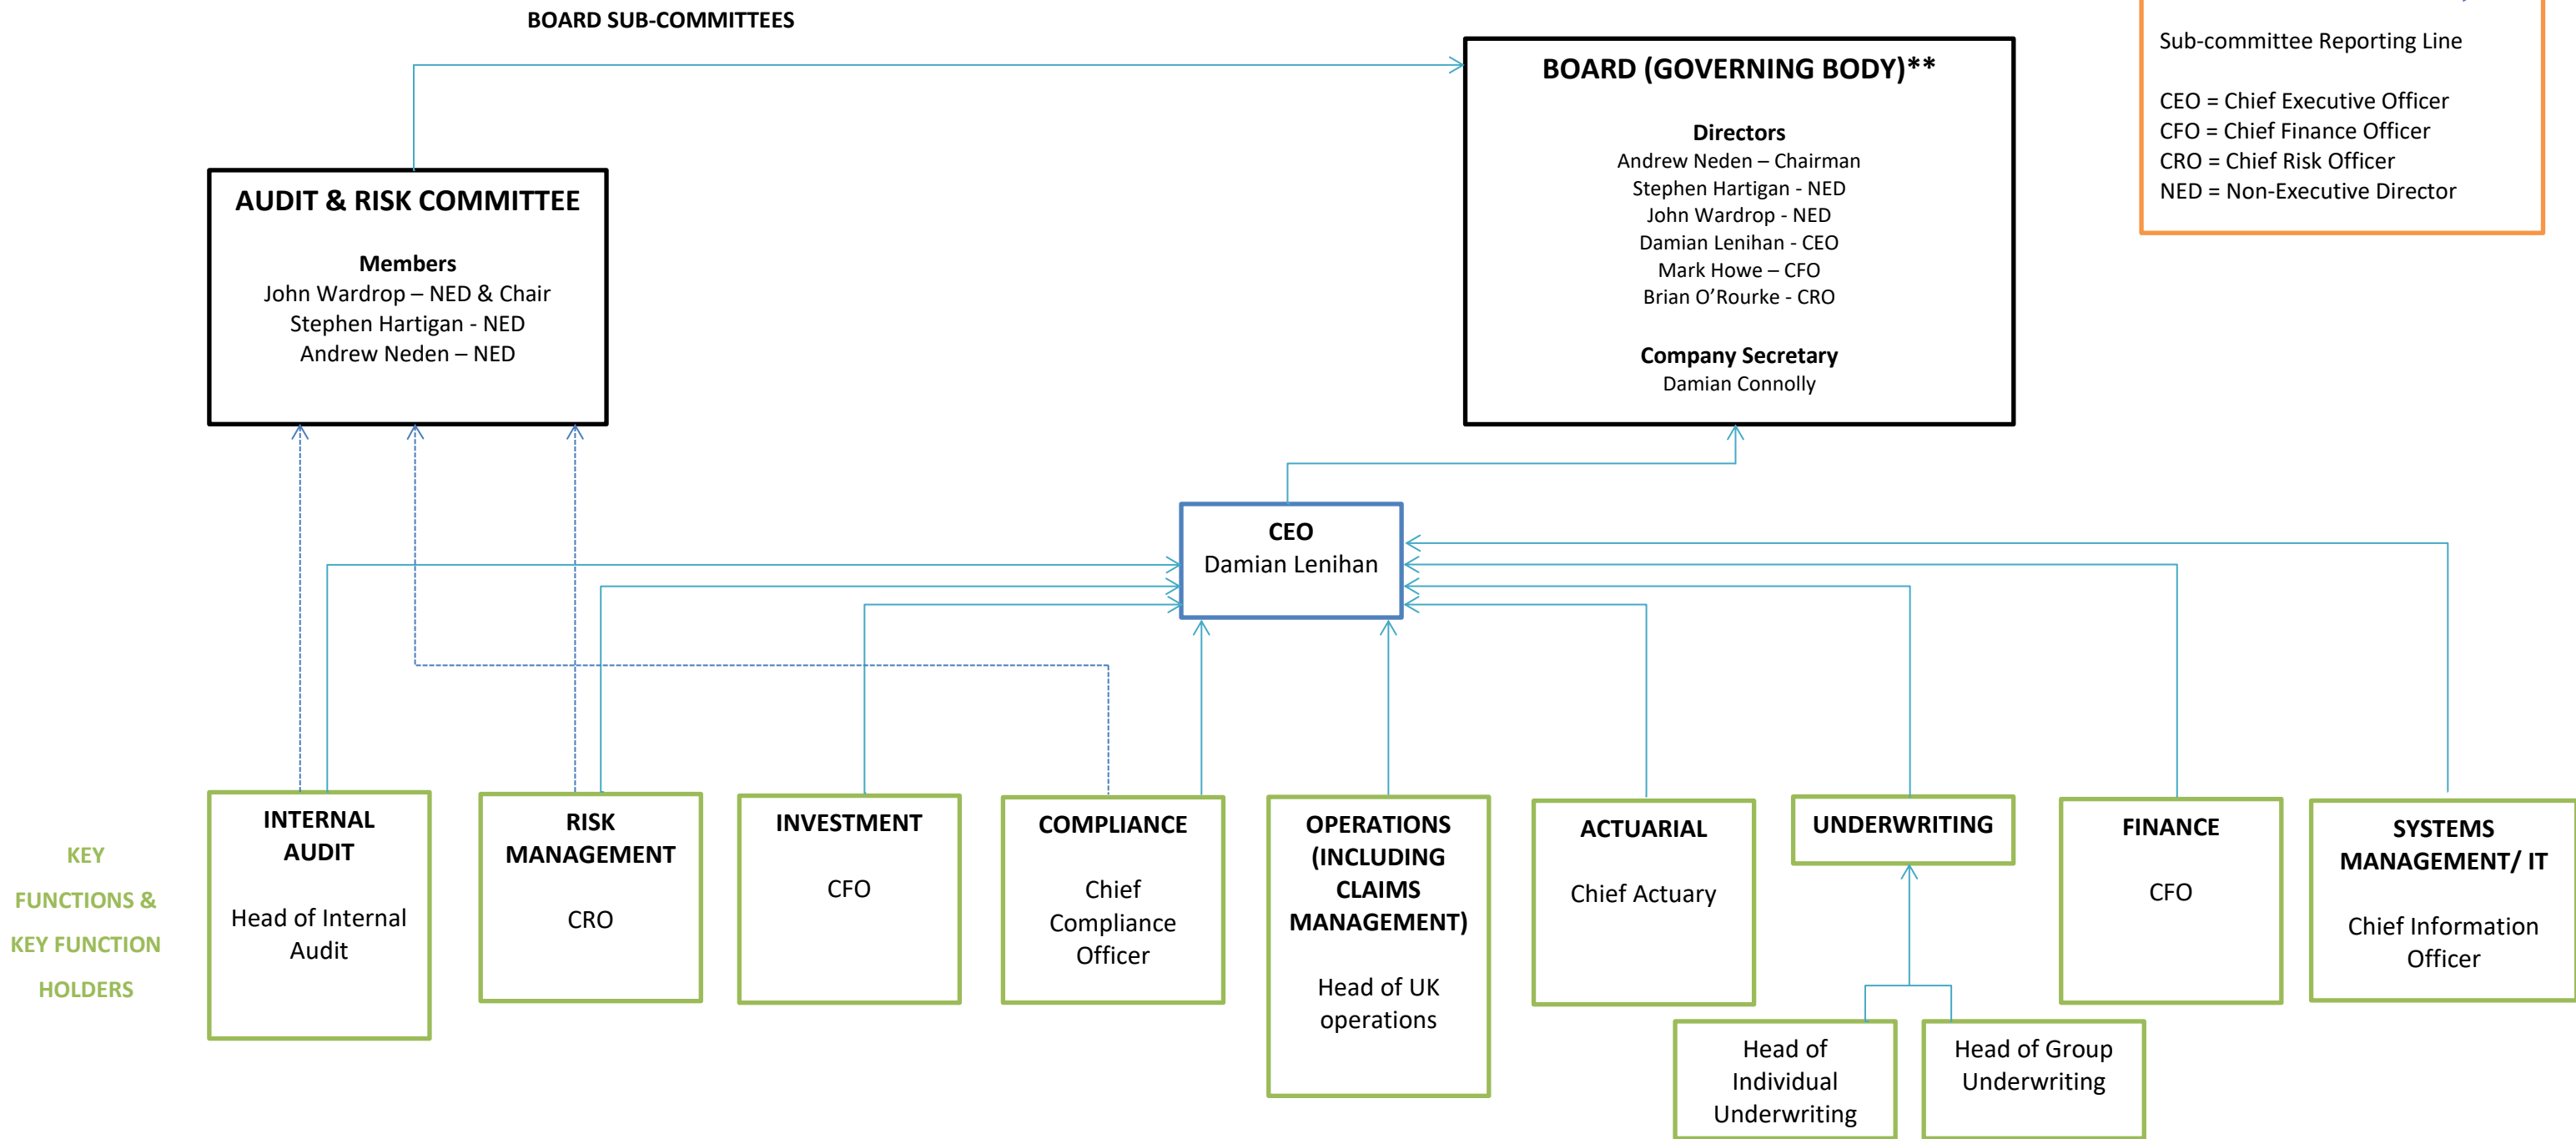 BOARD SUB-COMMITTEES
Sub-committee Reporting Line
CEO = Chief Executive Officer
CFO = Chief Finance Officer
CRO = Chief Risk Officer
NED = Non-Executive Director
BOARD (GOVERNING BODY)**
Directors
Andrew Neden – Chairman
Stephen Hartigan - NED
John Wardrop - NED
Damian Lenihan - CEO
Mark Howe – CFO
Brian O’Rourke - CRO
Company Secretary
Damian Connolly
AUDIT & RISK COMMITTEE
Members
John Wardrop – NED & Chair
Stephen Hartigan - NED
Andrew Neden – NED
CEO
Damian Lenihan
KEY
FUNCTIONS &
KEY FUNCTION
HOLDERS
INTERNAL
AUDIT
Head of Internal
Audit
RISK
MANAGEMENT
CRO
INVESTMENT
CFO
COMPLIANCE
Chief
Compliance
Officer
OPERATIONS
(INCLUDING
CLAIMS
MANAGEMENT)
Head of UK
operations
ACTUARIAL
Chief Actuary
UNDERWRITING
Head of
Individual
Underwriting
Head of Group
Underwriting
FINANCE
CFO
SYSTEMS
MANAGEMENT/ IT
Chief Information
Officer